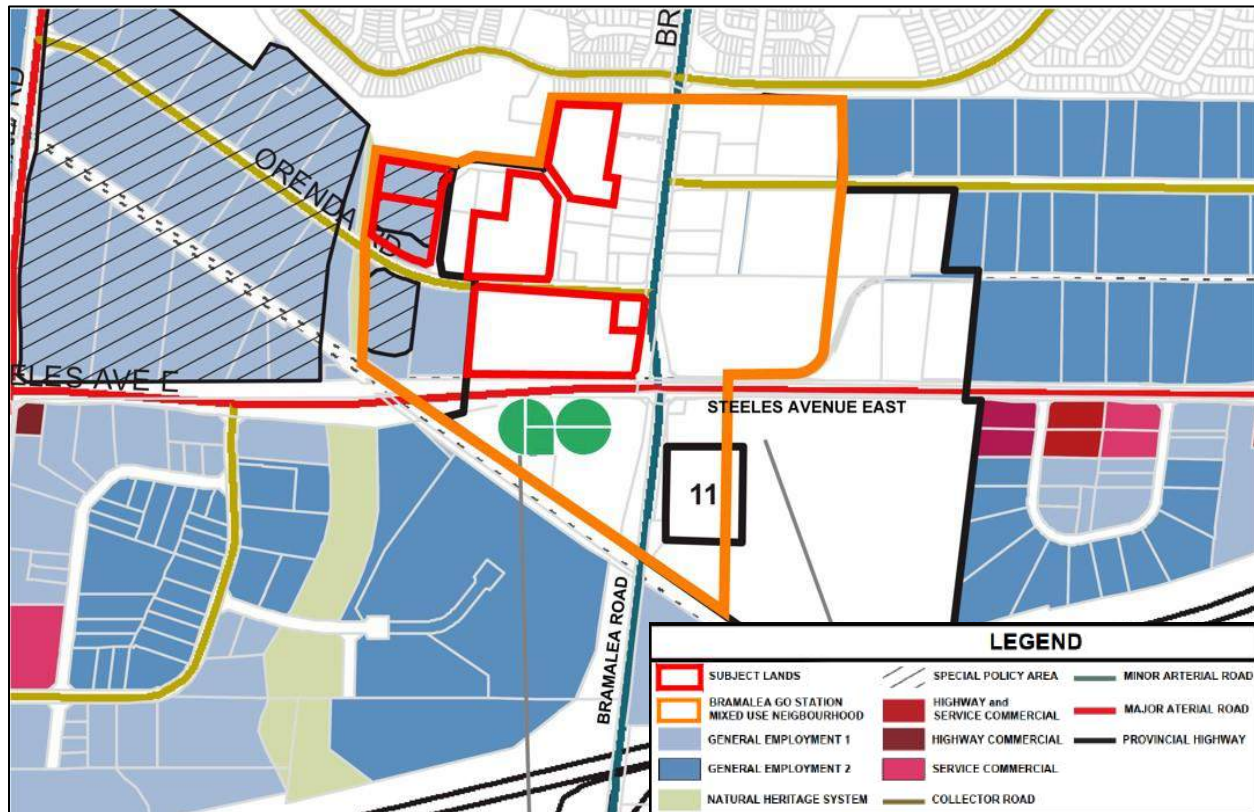 BR
RD
ORENDA RD
ELES AVE E
STEELES AVENUE EAST
GO
11
BRAMALEA ROAD
LEGEND
SUBJECT LANDS
BRAMALEA GO STATION
MIXED USE NEIGBOURHOOD
GENERAL EMPLOYMENT 1
GENERAL EMPLOYMENT 2
NATURAL HERITAGE SYSTEM
SPECIAL POLICY AREA
HIGHWAY and
SERVICE COMMERCIAL
HIGHWAY COMMERCIAL
SERVICE COMMERCIAL
COLLECTOR ROAD
MINOR ARTERIAL ROAD
MAJOR ATERIAL ROAD
PROVINCIAL HIGHWAY